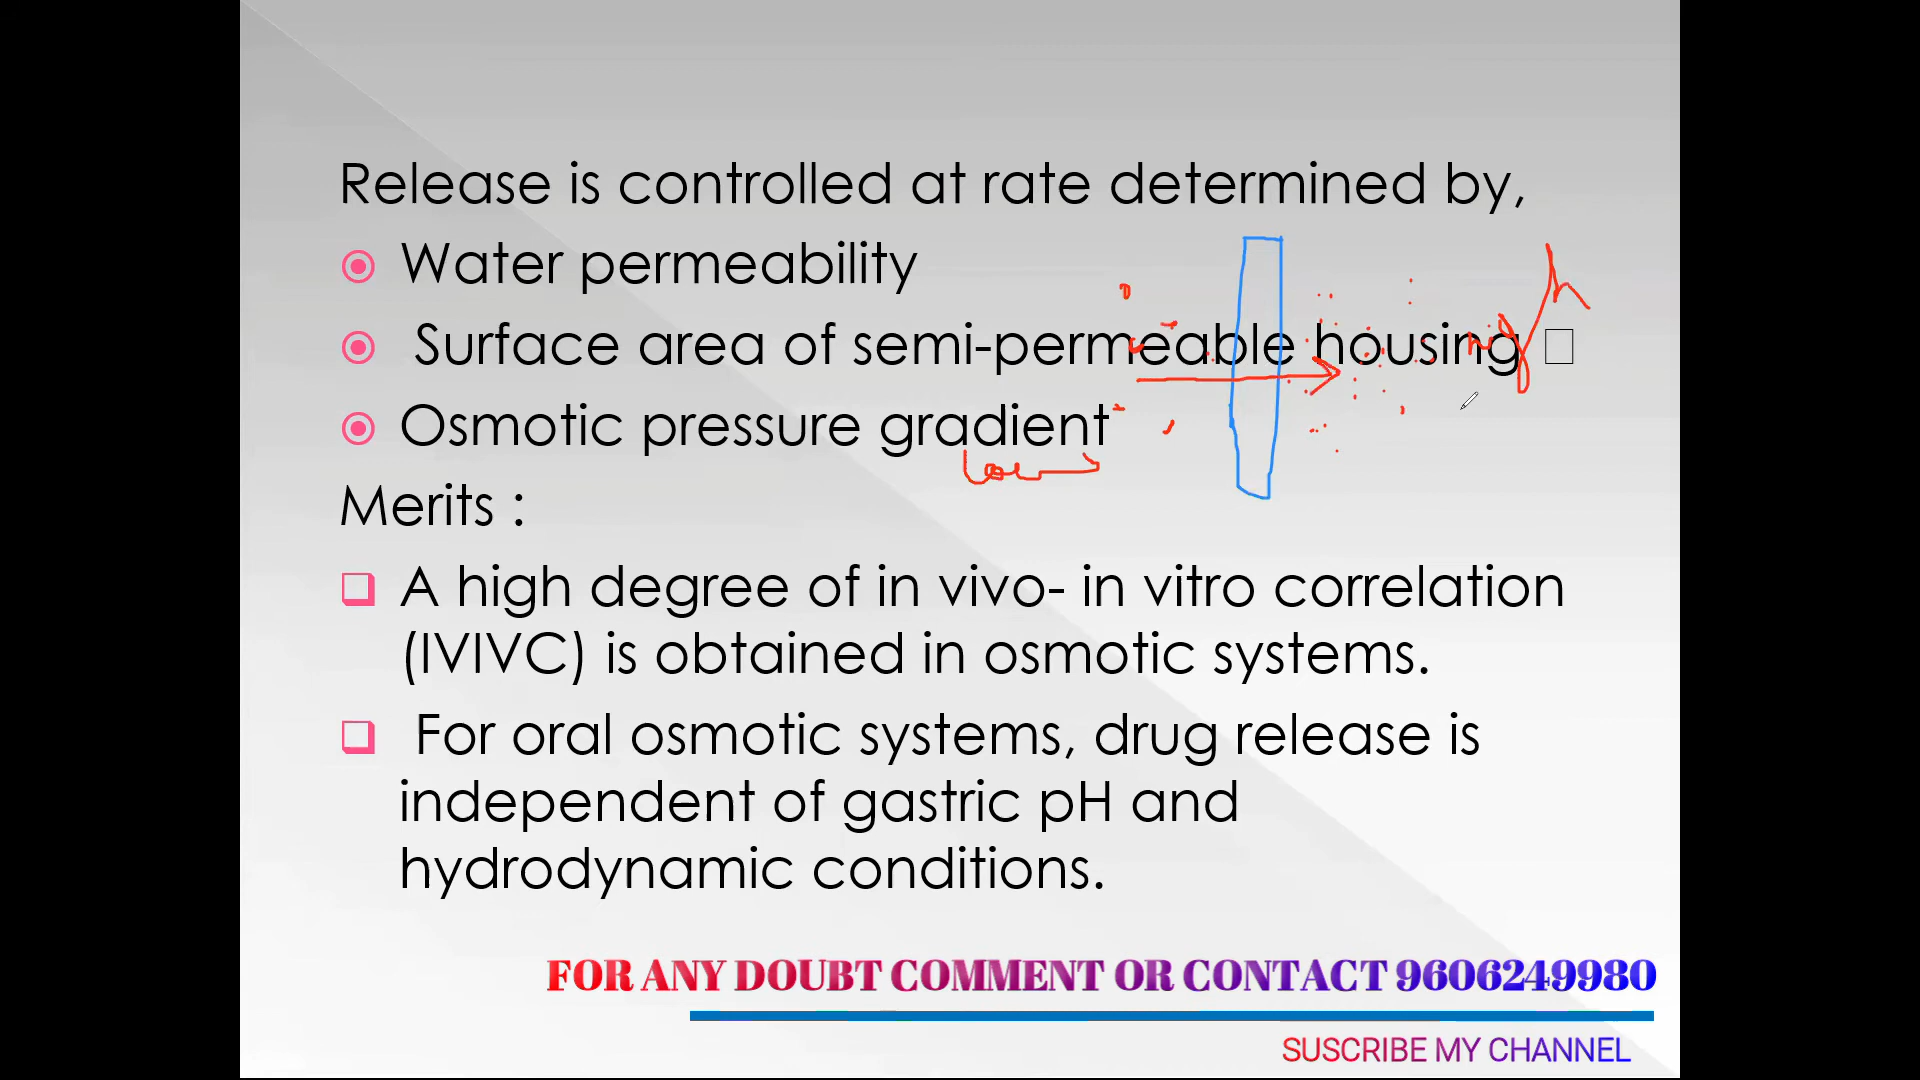 Release is controlled at rate determined by,
Water permeability
Surface area of semi-permeable housing
high
Osmotic pressure gradient
low
Merits :
A high degree of in vivo- in vitro correlation
(IVIVC) is obtained in osmotic systems.
For oral osmotic systems, drug release is
independent of gastric pH and
hydrodynamic conditions.
FOR ANY DOUBT COMMENT OR CONTACT 9606249980
SUSCRIBE MY CHANNEL